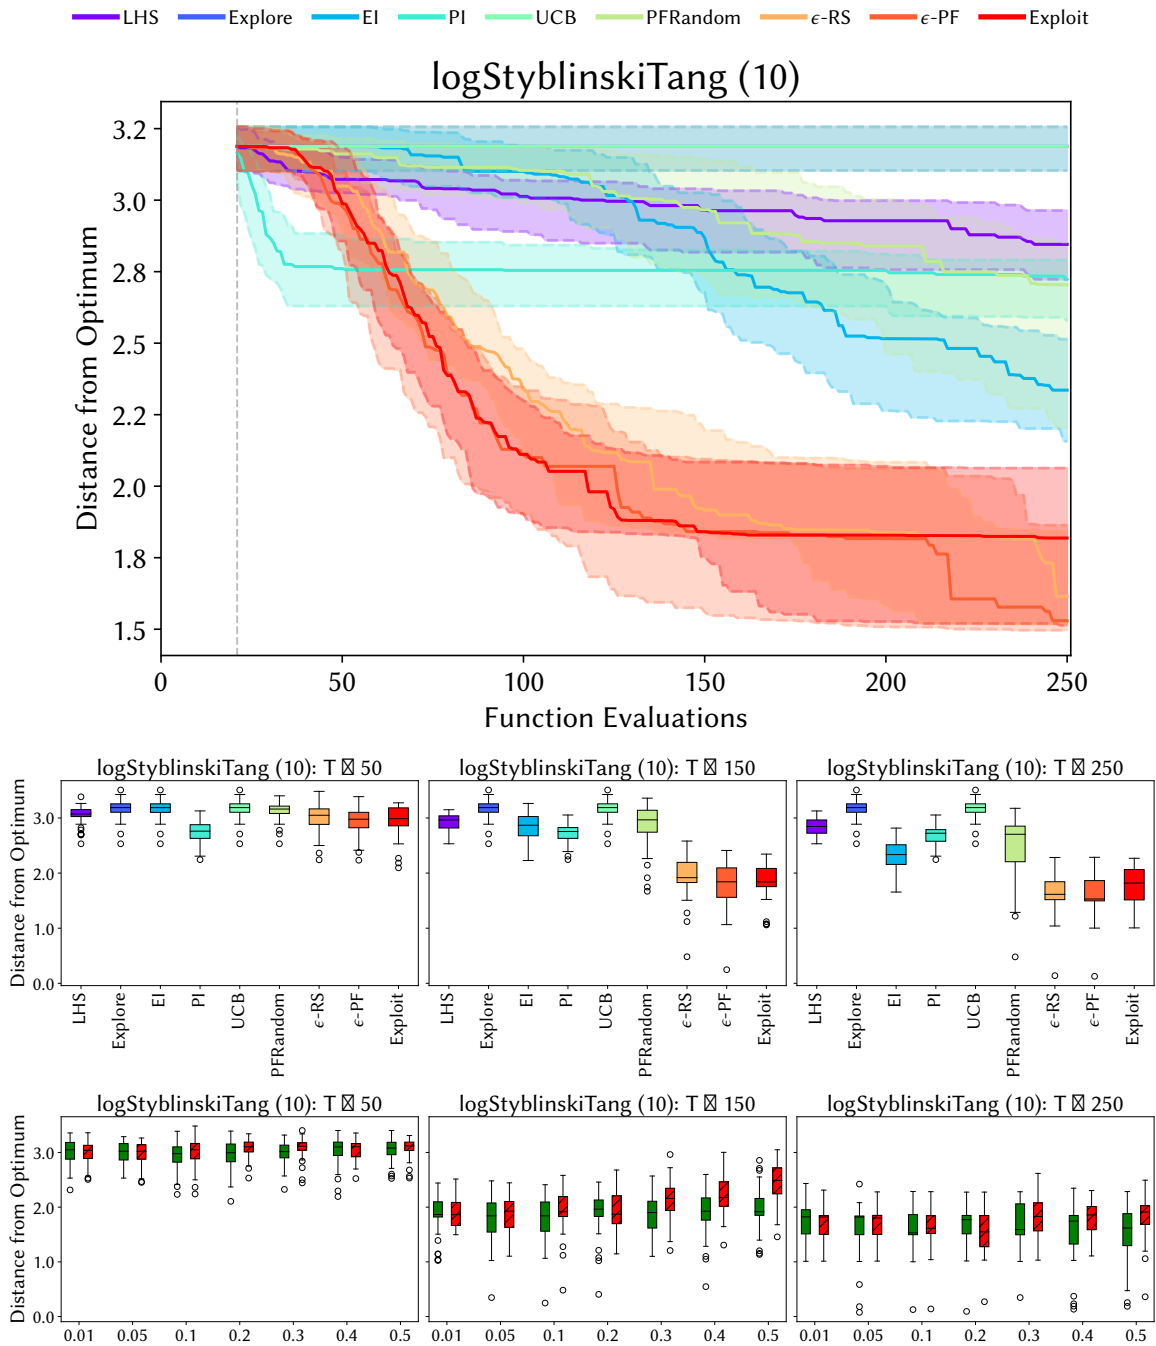 LHS Explore EI PI UCB PFRandom ϵ-RS ϵ-PF Exploit
logStyblinskiTang (10)
Distance from Optimum
3.2
3.0
2.8
2.5
2.2
2.0
1.8
1.5
0 50 100 150 200 250
Function Evaluations
logStyblinskiTang (10): T 50 logStyblinskiTang (10): T 150 logStyblinskiTang (10): T 250
Distance from Optimum
3.0
2.0
1.0
0.0
LHS Explore EI PI UCB PFRandom ϵ-RS ϵ-PF Exploit LHS Explore EI PI UCB PFRandom ϵ-RS ϵ-PF Exploit LHS Explore EI PI UCB PFRandom ϵ-RS ϵ-PF Exploit
logStyblinskiTang (10): T 50 logStyblinskiTang (10): T 150 logStyblinskiTang (10): T 250
Distance from Optimum
3.0
2.0
1.0
0.0
0.01 0.05 0.1 0.2 0.3 0.4 0.5 0.01 0.05 0.1 0.2 0.3 0.4 0.5 0.01 0.05 0.1 0.2 0.3 0.4 0.5